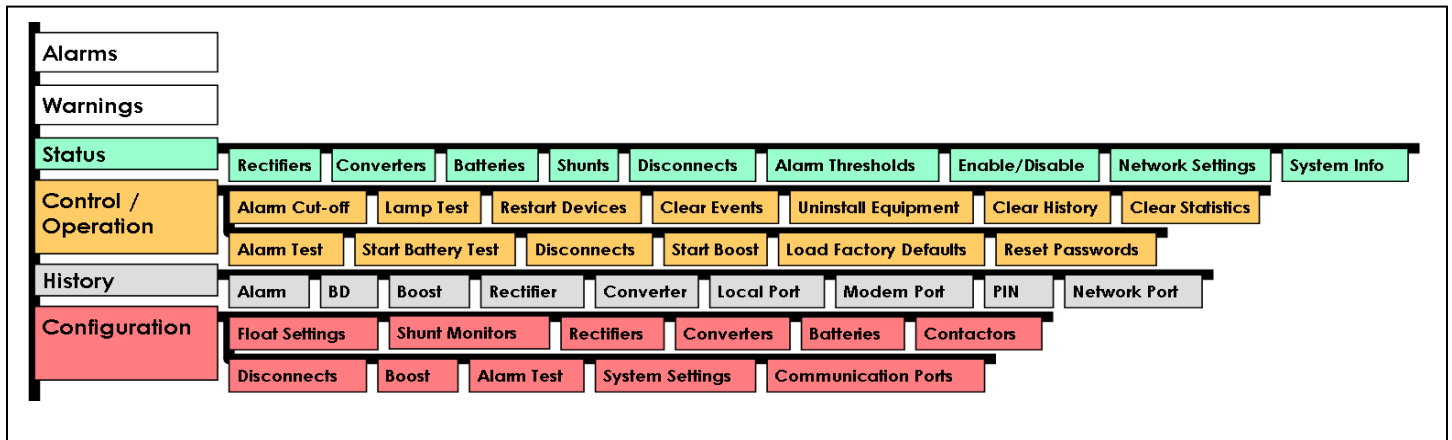 Alarms
Warnings
Status
Rectifiers Converters Batteries Shunts Disconnects Alarm Thresholds Enable/Disable Network Settings System Info
Control /
Operation
Alarm Cut-off Lamp Test Restart Devices Clear Events Uninstall Equipment Clear History Clear Statistics
Alarm Test Start Battery Test Disconnects Start Boost Load Factory Defaults Reset Passwords
History
Alarm BD Boost Rectifier Converter Local Port Modem Port PIN Network Port
Configuration
Float Settings Shunt Monitors Rectifiers Converters Batteries Contactors
Disconnects Boost Alarm Test System Settings Communication Ports